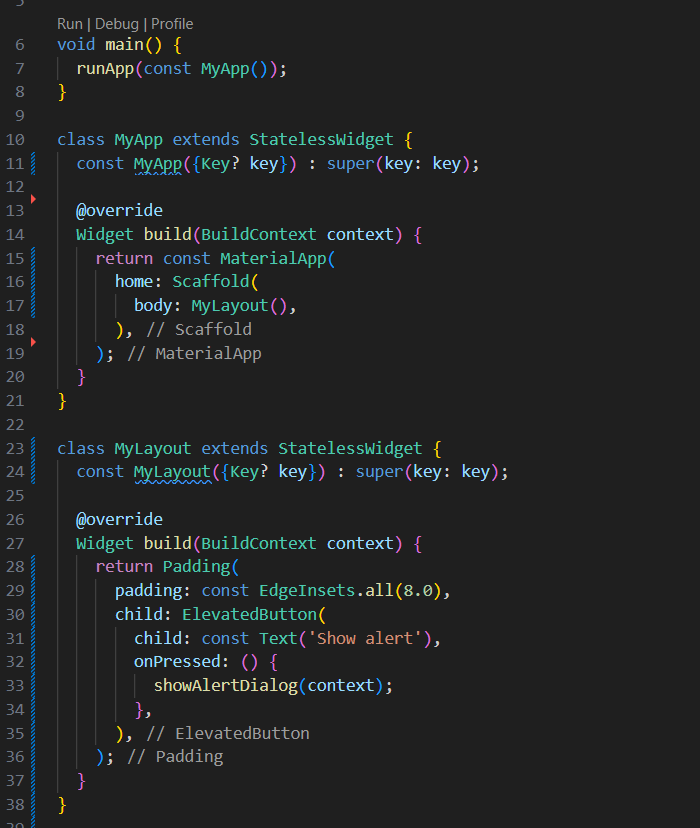 5
Run | Debug | Profile
6 void main() {
7   runApp(const MyApp());
8 }
9
10 class MyApp extends StatelessWidget {
11   const MyApp({Key? key}) : super(key: key);
12
13   @override
14   Widget build(BuildContext context) {
15     return const MaterialApp(
16       home: Scaffold(
17         body: MyLayout(),
18       ), // Scaffold
19     ); // MaterialApp
20   }
21 }
22
23 class MyLayout extends StatelessWidget {
24   const MyLayout({Key? key}) : super(key: key);
25
26   @override
27   Widget build(BuildContext context) {
28     return Padding(
29       padding: const EdgeInsets.all(8.0),
30       child: ElevatedButton(
31         child: const Text('Show alert'),
32         onPressed: () {
33           showAlertDialog(context);
34         },
35       ), // ElevatedButton
36     ); // Padding
37   }
38 }
39